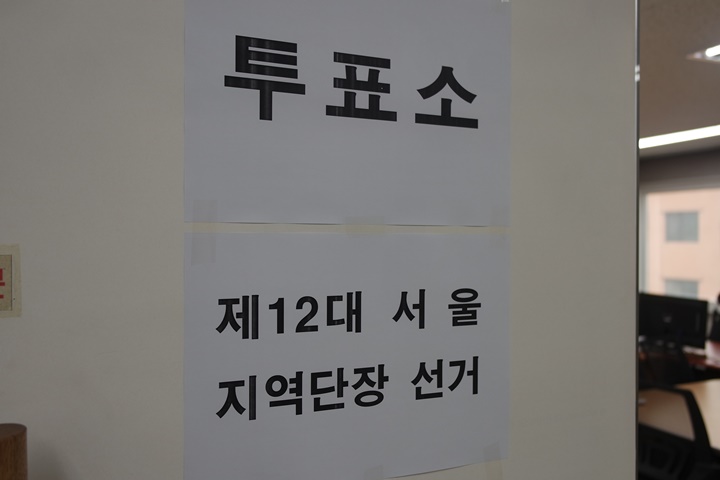 투표소
제12대 서울
지역단장 선거